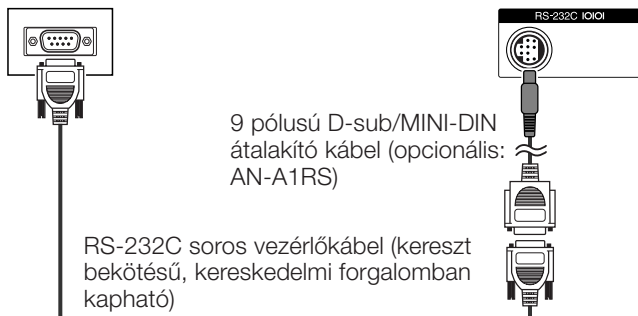 RS-232C IOIOI
9 pólusú D-sub/MINI-DIN
átalakító kábel (opcionális:
AN-A1RS)
RS-232C soros vezérlőkábel (kereszt
bekötésű, kereskedelmi forgalomban
kapható)